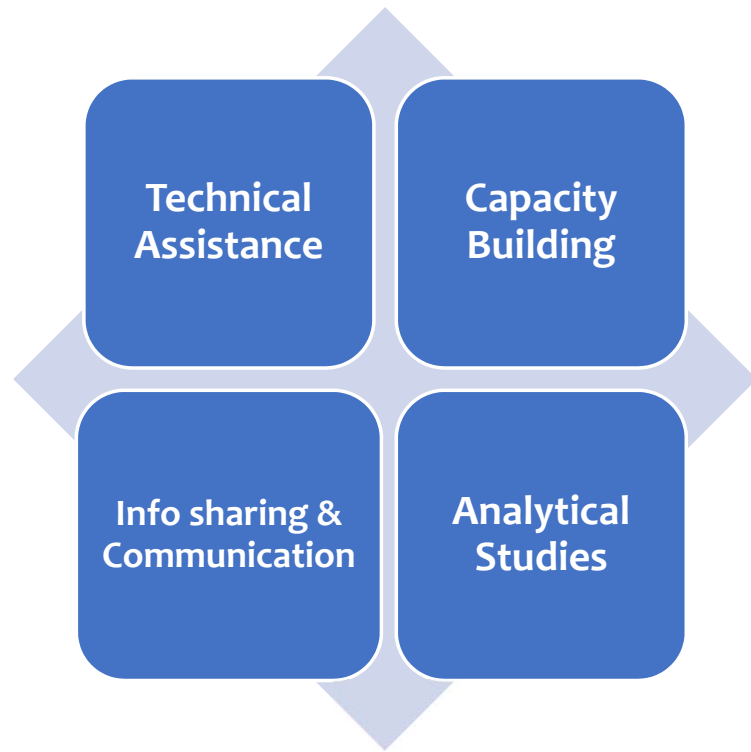 Technical
Assistance
Capacity
Building
Info sharing &
Communication
Analytical
Studies